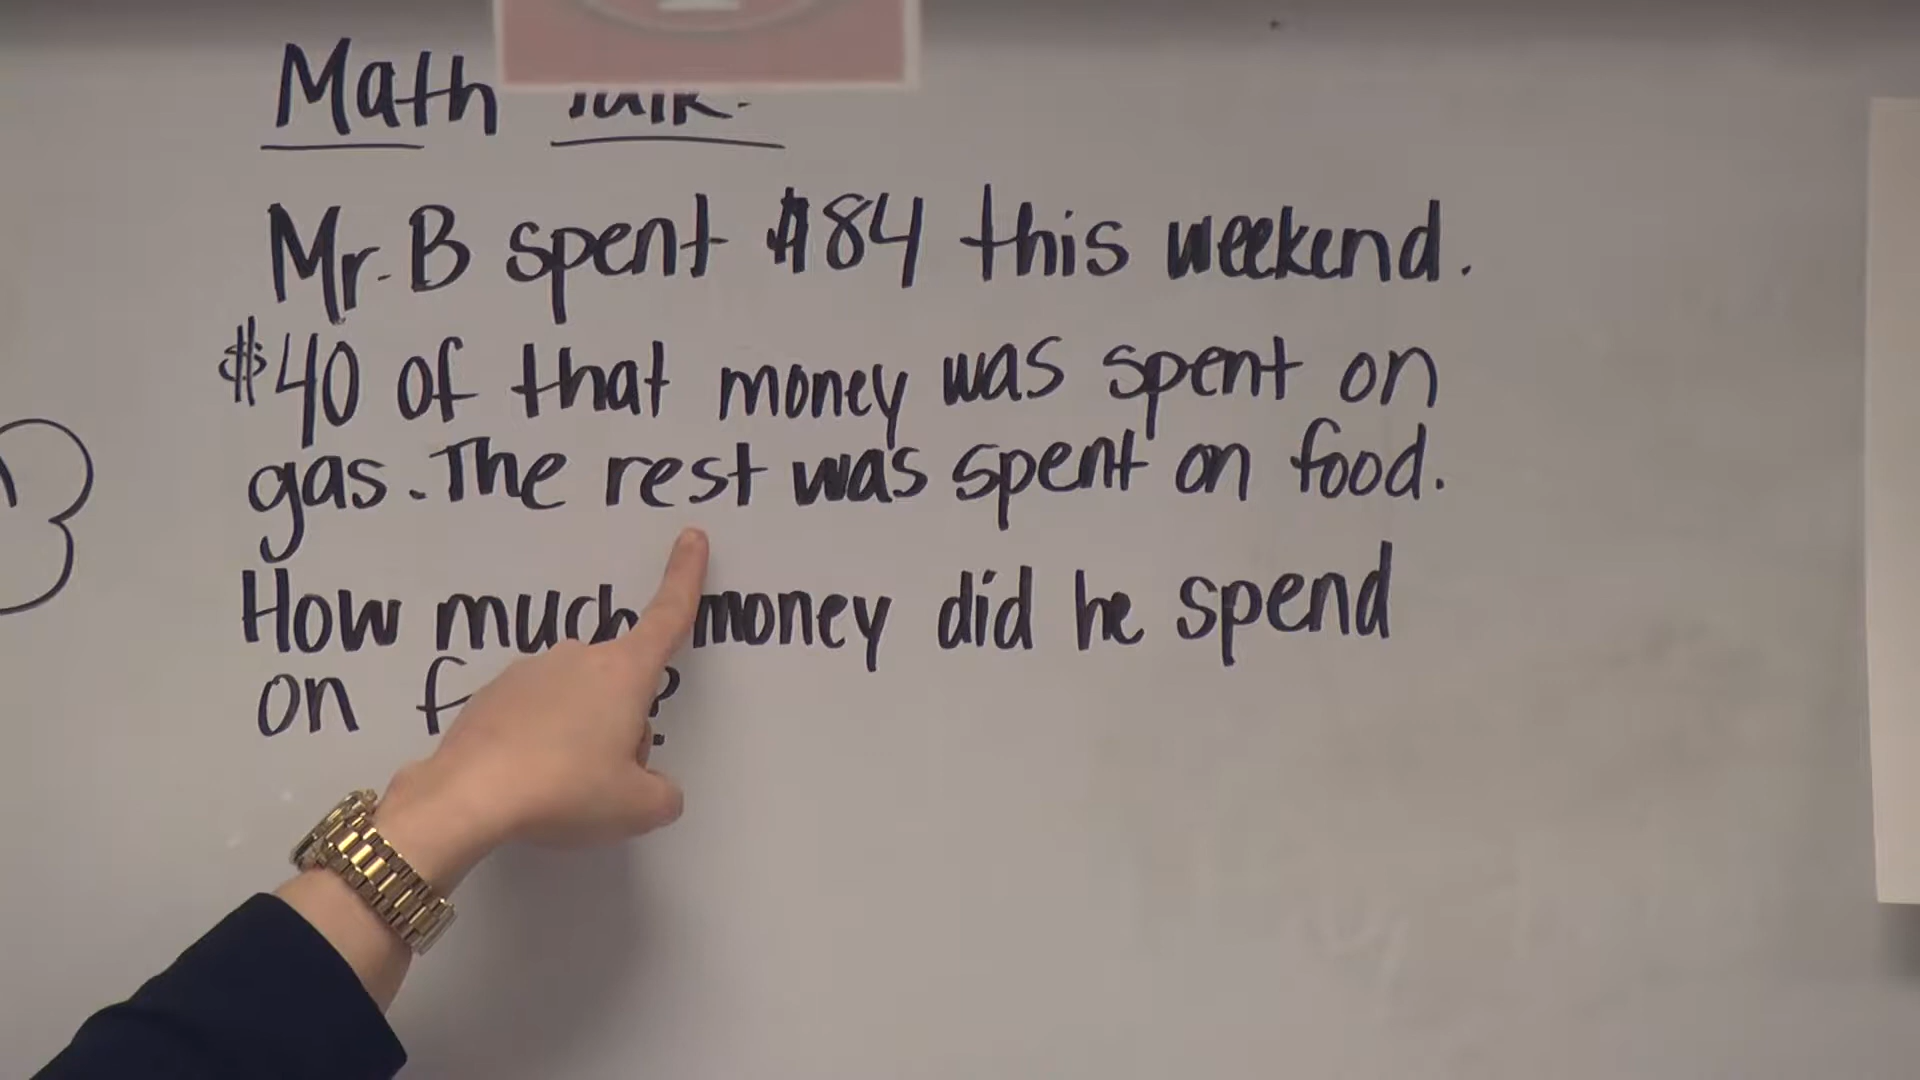 Math Talk.
Mr. B spent $84 this weekend.
$40 of that money was spent on
gas. The rest was spent on food.
How much money did he spend
on f ?